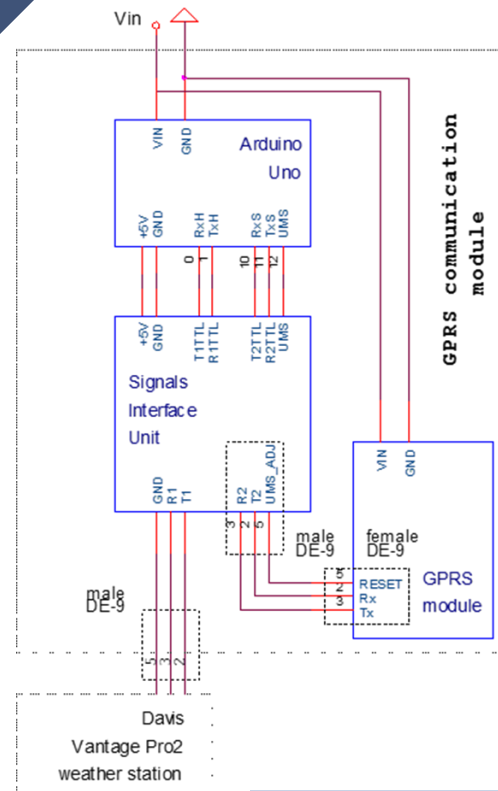 Vin
VIN
GND
Arduino
Uno
+5V
GND
RxH
TxH
RxS
TxS
UMS
0
1
10
11
12
GPRS communication
module
+5V
GND
T1TTL
R1TTL
T2TTL
R2TTL
UMS
Signals
Interface
Unit
GND
R1
T1
R2
T2
UMS_ADJ
3
2
5
VIN
GND
male
DE-9
female
DE-9
5
2
3
RESET
Rx
Tx
GPRS
module
male
DE-9
5
3
2
Davis
Vantage Pro2
weather station